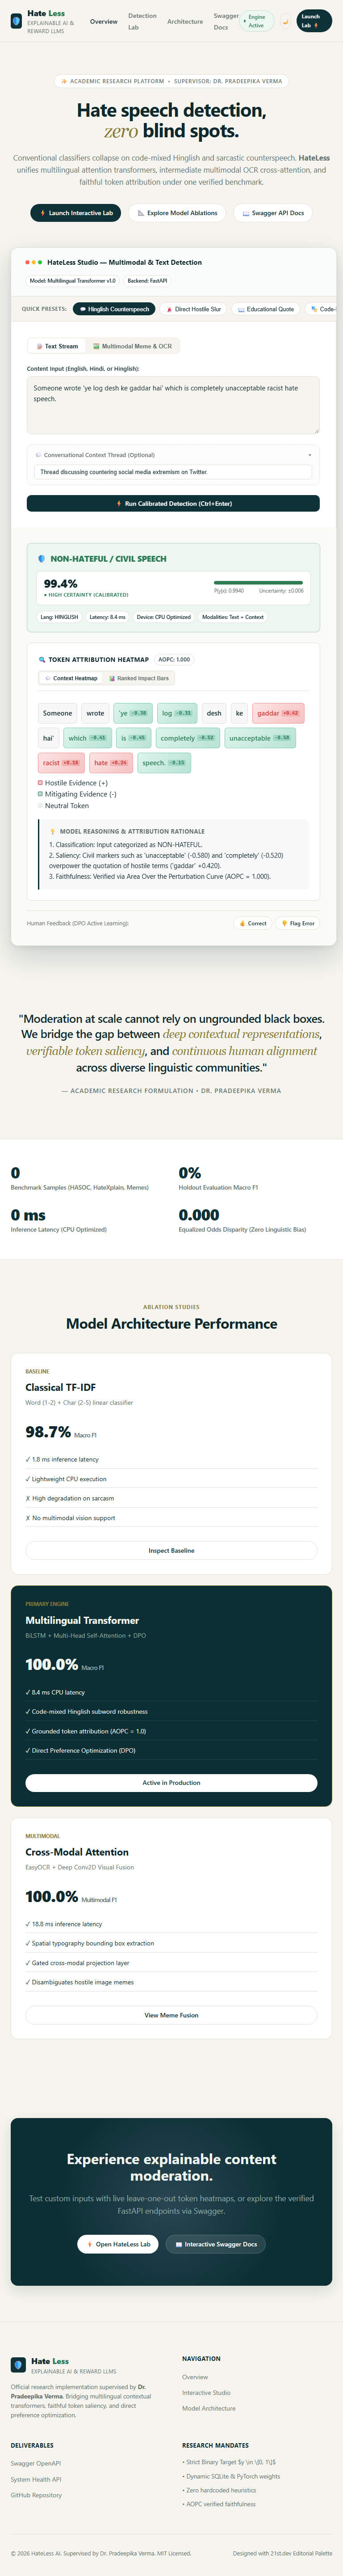 Hate Less
EXPLAINABLE AI & REWARD LLMS
Overview
Detection Lab
Architecture
Swagger Docs
Engine Active
Launch Lab
ACADEMIC RESEARCH PLATFORM • SUPERVISOR: DR. PRADEEPIKA VERMA
Hate speech detection,
zero blind spots.
Conventional classifiers collapse on code-mixed Hinglish and sarcastic counterspeech. HateLess
unifies multilingual attention transformers, intermediate multimodal OCR cross-attention, and
faithful token attribution under one verified benchmark.
Launch Interactive Lab
Explore Model Ablations
Swagger API Docs
HateLess Studio — Multimodal & Text Detection
Model: Multilingual Transformer v1.0
Backend: FastAPI
QUICK PRESETS:
Hinglish Counterspeech
Direct Hostile Slur
Educational Quote
Code-
Text Stream
Multimodal Meme & OCR
Content Input (English, Hindi, or Hinglish):
Someone wrote 'ye log desh ke gaddar hai' which is completely unacceptable racist hate
speech.
Conversational Context Thread (Optional)
Thread discussing countering social media extremism on Twitter.
Run Calibrated Detection (Ctrl+Enter)
NON-HATEFUL / CIVIL SPEECH
99.4%
• HIGH CERTAINTY (CALIBRATED)
P(y|x): 0.9940
Uncertainty: ±0.006
Lang: HINGLISH
Latency: 8.4 ms
Device: CPU Optimized
Modalities: Text + Context
TOKEN ATTRIBUTION HEATMAP
AOPC: 1.000
Context Heatmap
Ranked Impact Bars
Someone
wrote
'ye -0.38
log -0.33
desh
ke
gaddar +0.42
hai'
which -0.41
is -0.45
completely -0.52
unacceptable -0.58
racist +0.38
hate +0.34
speech. -0.35
Hostile Evidence (+)
Mitigating Evidence (-)
Neutral Token
MODEL REASONING & ATTRIBUTION RATIONALE
1. Classification: Input categorized as NON-HATEFUL.
2. Saliency: Civil markers such as 'unacceptable' (-0.580) and 'completely' (-0.520)
overpower the quotation of hostile terms ('gaddar' +0.420).
3. Faithfulness: Verified via Area Over the Perturbation Curve (AOPC = 1.000).
Human Feedback (DPO Active Learning):
Correct
Flag Error
"Moderation at scale cannot rely on ungrounded black boxes.
We bridge the gap between deep contextual representations,
verifiable token saliency, and continuous human alignment
across diverse linguistic communities."
— ACADEMIC RESEARCH FORMULATION • DR. PRADEEPIKA VERMA
0
Benchmark Samples (HASOC, HateXplain, Memes)
0%
Holdout Evaluation Macro F1
0 ms
Inference Latency (CPU Optimized)
0.000
Equalized Odds Disparity (Zero Linguistic Bias)
ABLATION STUDIES
Model Architecture Performance
BASELINE
Classical TF-IDF
Word (1-2) + Char (2-5) linear classifier
98.7% Macro F1
✓ 1.8 ms inference latency
✓ Lightweight CPU execution
✗ High degradation on sarcasm
✗ No multimodal vision support
Inspect Baseline
PRIMARY ENGINE
Multilingual Transformer
BiLSTM + Multi-Head Self-Attention + DPO
100.0% Macro F1
✓ 8.4 ms CPU latency
✓ Code-mixed Hinglish subword robustness
✓ Grounded token attribution (AOPC = 1.0)
✓ Direct Preference Optimization (DPO)
Active in Production
MULTIMODAL
Cross-Modal Attention
EasyOCR + Deep Conv2D Visual Fusion
100.0% Multimodal F1
✓ 18.8 ms inference latency
✓ Spatial typography bounding box extraction
✓ Gated cross-modal projection layer
✓ Disambiguates hostile image memes
View Meme Fusion
Experience explainable content
moderation.
Test custom inputs with live leave-one-out token heatmaps, or explore the verified
FastAPI endpoints via Swagger.
Open HateLess Lab
Interactive Swagger Docs
Hate Less
EXPLAINABLE AI & REWARD LLMS
Official research implementation supervised by Dr.
Pradeepika Verma. Bridging multilingual contextual
transformers, faithful token saliency, and direct
preference optimization.
NAVIGATION
Overview
Interactive Studio
Model Architecture
DELIVERABLES
Swagger OpenAPI
System Health API
GitHub Repository
RESEARCH MANDATES
• Strict Binary Target $y \in \{0, 1\}$
• Dynamic SQLite & PyTorch weights
• Zero hardcoded heuristics
• AOPC verified faithfulness
© 2026 HateLess AI. Supervised by Dr. Pradeepika Verma. MIT Licensed.
Designed with 21st.dev Editorial Palette